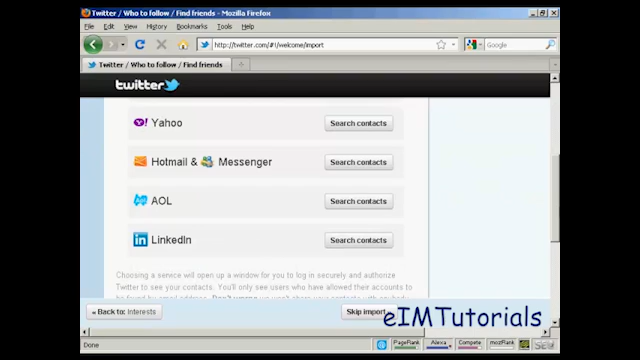 Twitter / Who to follow / Find friends - Mozilla Firefox
File Edit View History Bookmarks Tools Help
http://twitter.com/#!/welcome/import
Google
Twitter / Who to follow / Find friends
twitter
Yahoo Search contacts
Hotmail & Messenger Search contacts
AOL Search contacts
LinkedIn Search contacts
Choosing a service will open up a window for you to log in securely and authorize
Twitter to see your contacts. You'll only see users who have allowed their accounts to
« Back to: Interests
Skip import
eIMTutorials
Done
PageRank Alexa Compete mozRank